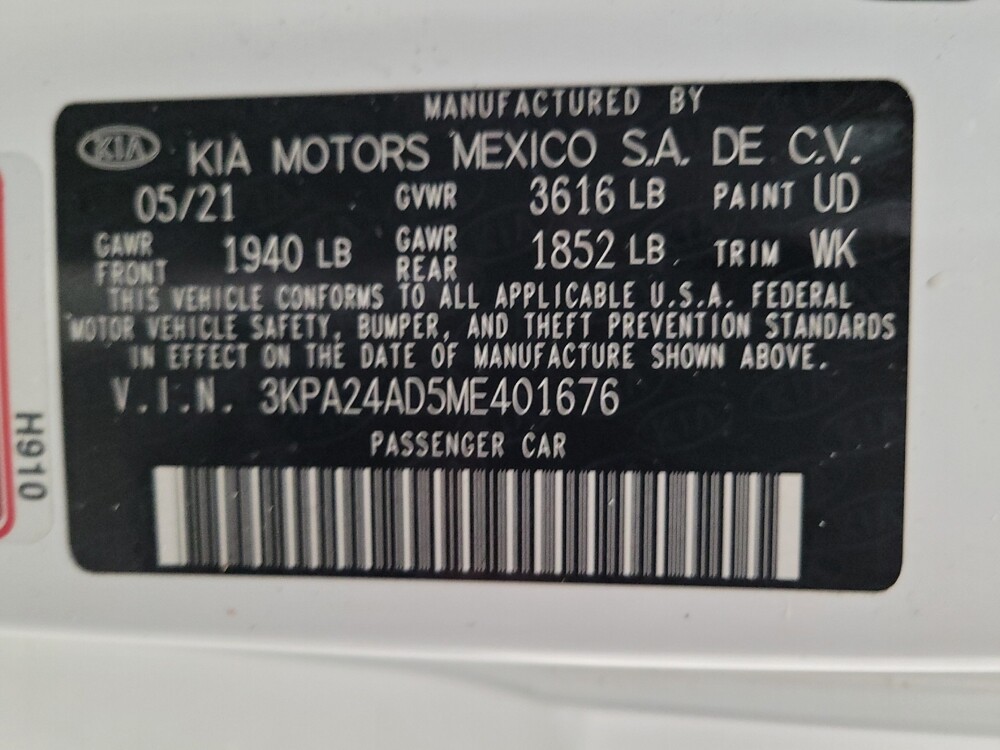 MANUFACTURED BY
KIA KIA MOTORS MEXICO S.A. DE C.V.
05/21 GVWR 3616 LB PAINT UD
GAWR FRONT 1940 LB GAWR REAR 1852 LB TRIM WK
THIS VEHICLE CONFORMS TO ALL APPLICABLE U.S.A. FEDERAL
MOTOR VEHICLE SAFETY, BUMPER, AND THEFT PREVENTION STANDARDS
IN EFFECT ON THE DATE OF MANUFACTURE SHOWN ABOVE.
V.I.N. 3KPA24AD5ME401676
PASSENGER CAR
H910